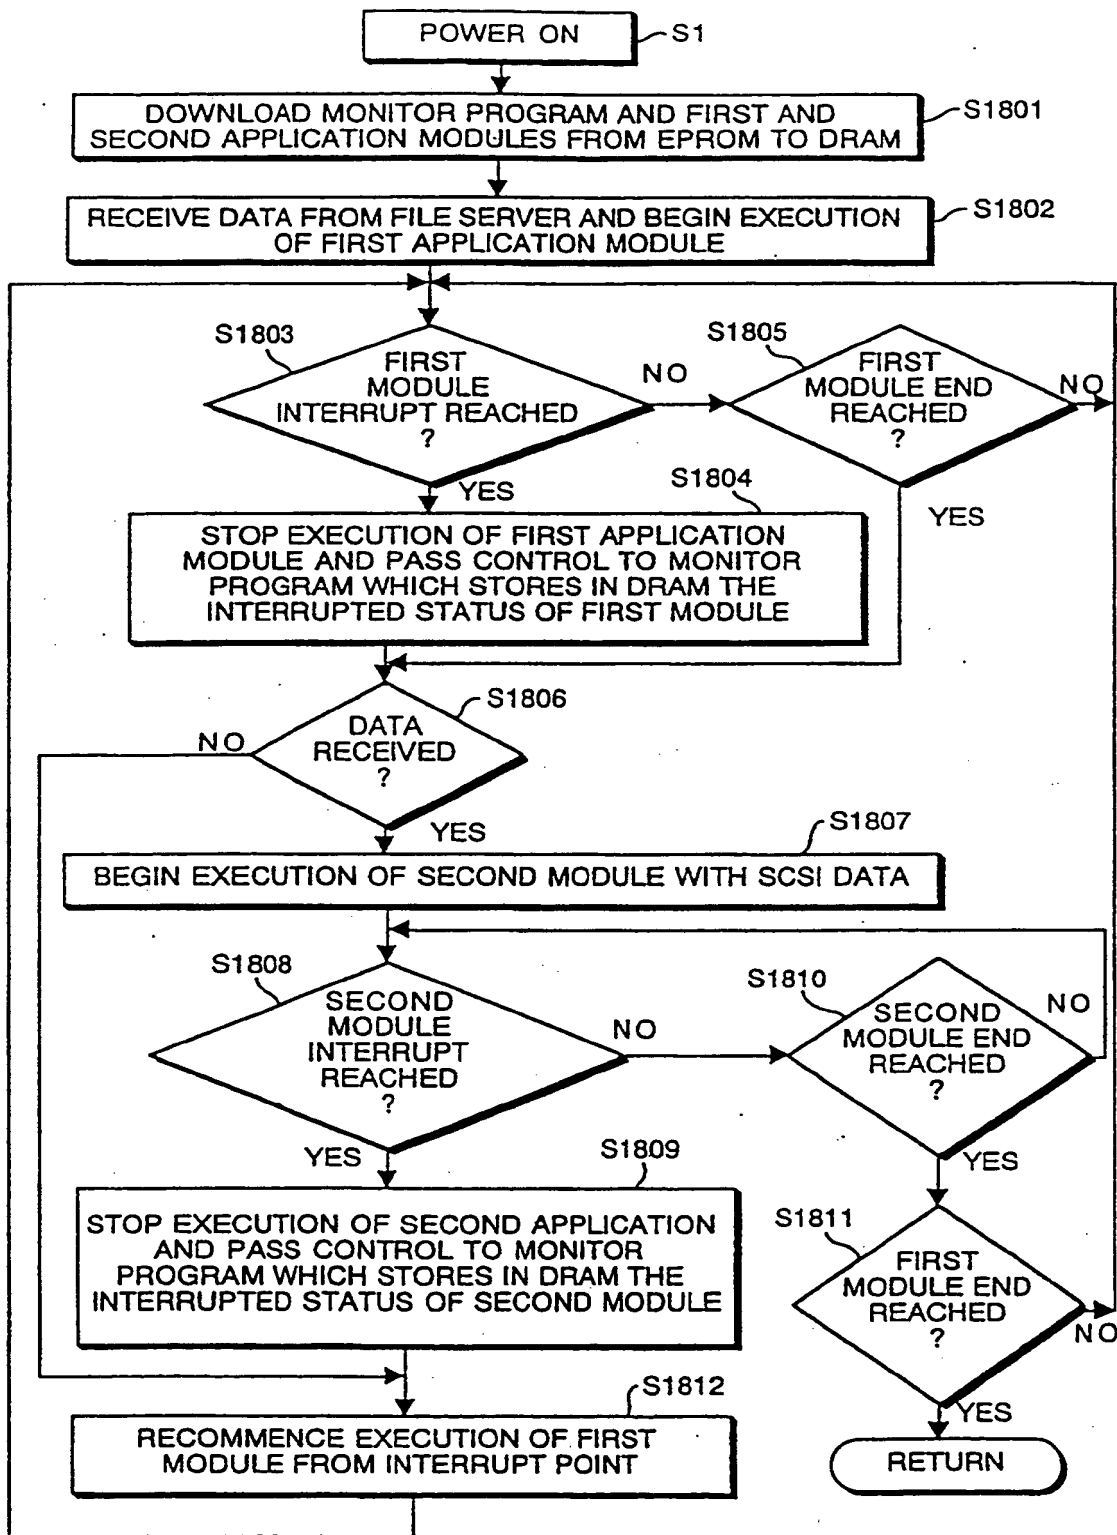 POWER ON
S1
DOWNLOAD MONITOR PROGRAM AND FIRST AND
SECOND APPLICATION MODULES FROM EPROM TO DRAM
S1801
RECEIVE DATA FROM FILE SERVER AND BEGIN EXECUTION
OF FIRST APPLICATION MODULE
S1802
S1803
FIRST
MODULE
INTERRUPT REACHED
?
NO
YES
S1805
FIRST
MODULE END
REACHED
?
NO
YES
S1804
STOP EXECUTION OF FIRST APPLICATION
MODULE AND PASS CONTROL TO MONITOR
PROGRAM WHICH STORES IN DRAM THE
INTERRUPTED STATUS OF FIRST MODULE
S1806
DATA
RECEIVED
?
NO
YES
S1807
BEGIN EXECUTION OF SECOND MODULE WITH SCSI DATA
S1808
SECOND
MODULE
INTERRUPT
REACHED
?
NO
YES
S1810
SECOND
MODULE END
REACHED
?
NO
YES
S1809
STOP EXECUTION OF SECOND APPLICATION
AND PASS CONTROL TO MONITOR
PROGRAM WHICH STORES IN DRAM THE
INTERRUPTED STATUS OF SECOND MODULE
S1811
FIRST
MODULE END
REACHED
?
NO
YES
S1812
RECOMMENCE EXECUTION OF FIRST
MODULE FROM INTERRUPT POINT
RETURN